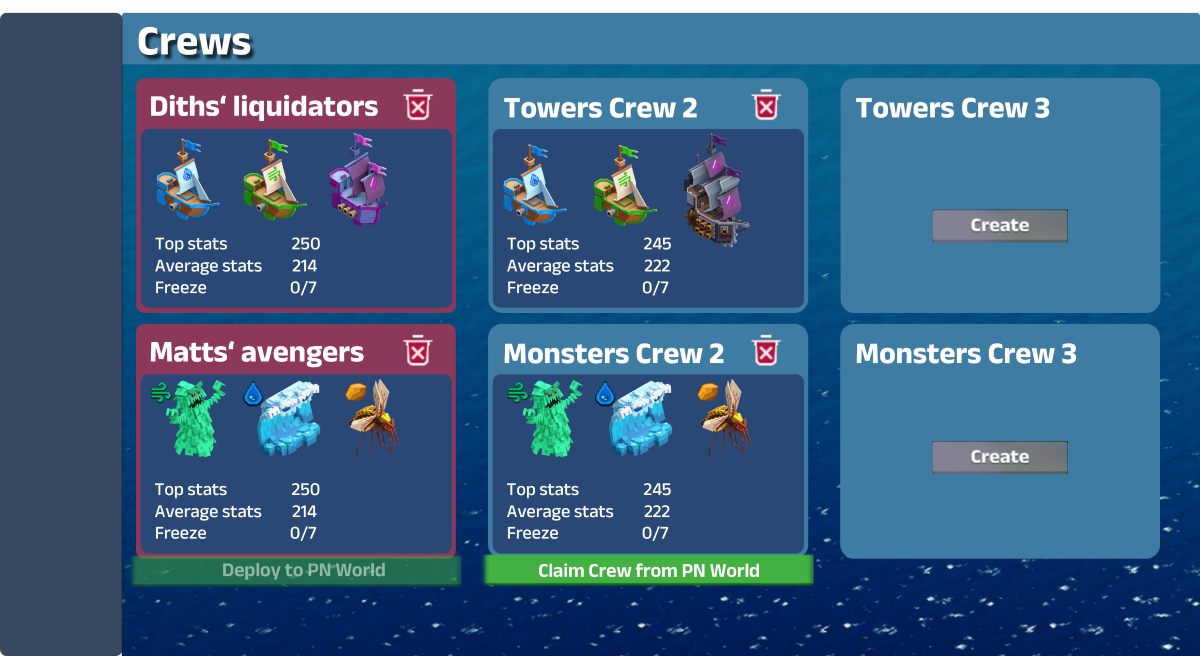 Crews
Diths‘ liquidators
Top stats 250
Average stats 214
Freeze 0/7
Towers Crew 2
Top stats 245
Average stats 222
Freeze 0/7
Towers Crew 3
Create
Matts‘ avengers
Top stats 250
Average stats 214
Freeze 0/7
Deploy to PN World
Monsters Crew 2
Top stats 245
Average stats 222
Freeze 0/7
Claim Crew from PN World
Monsters Crew 3
Create